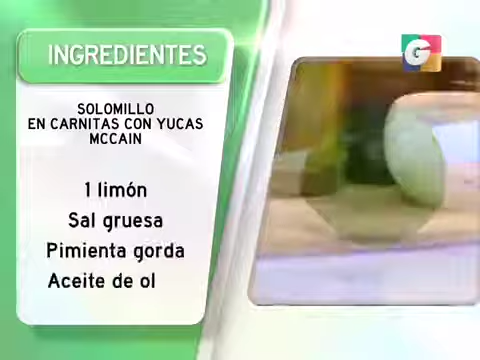 INGREDIENTES
G
SOLOMILLO
EN CARNITAS CON YUCAS
MCCAIN
1 limón
Sal gruesa
Pimienta gorda
Aceite de ol